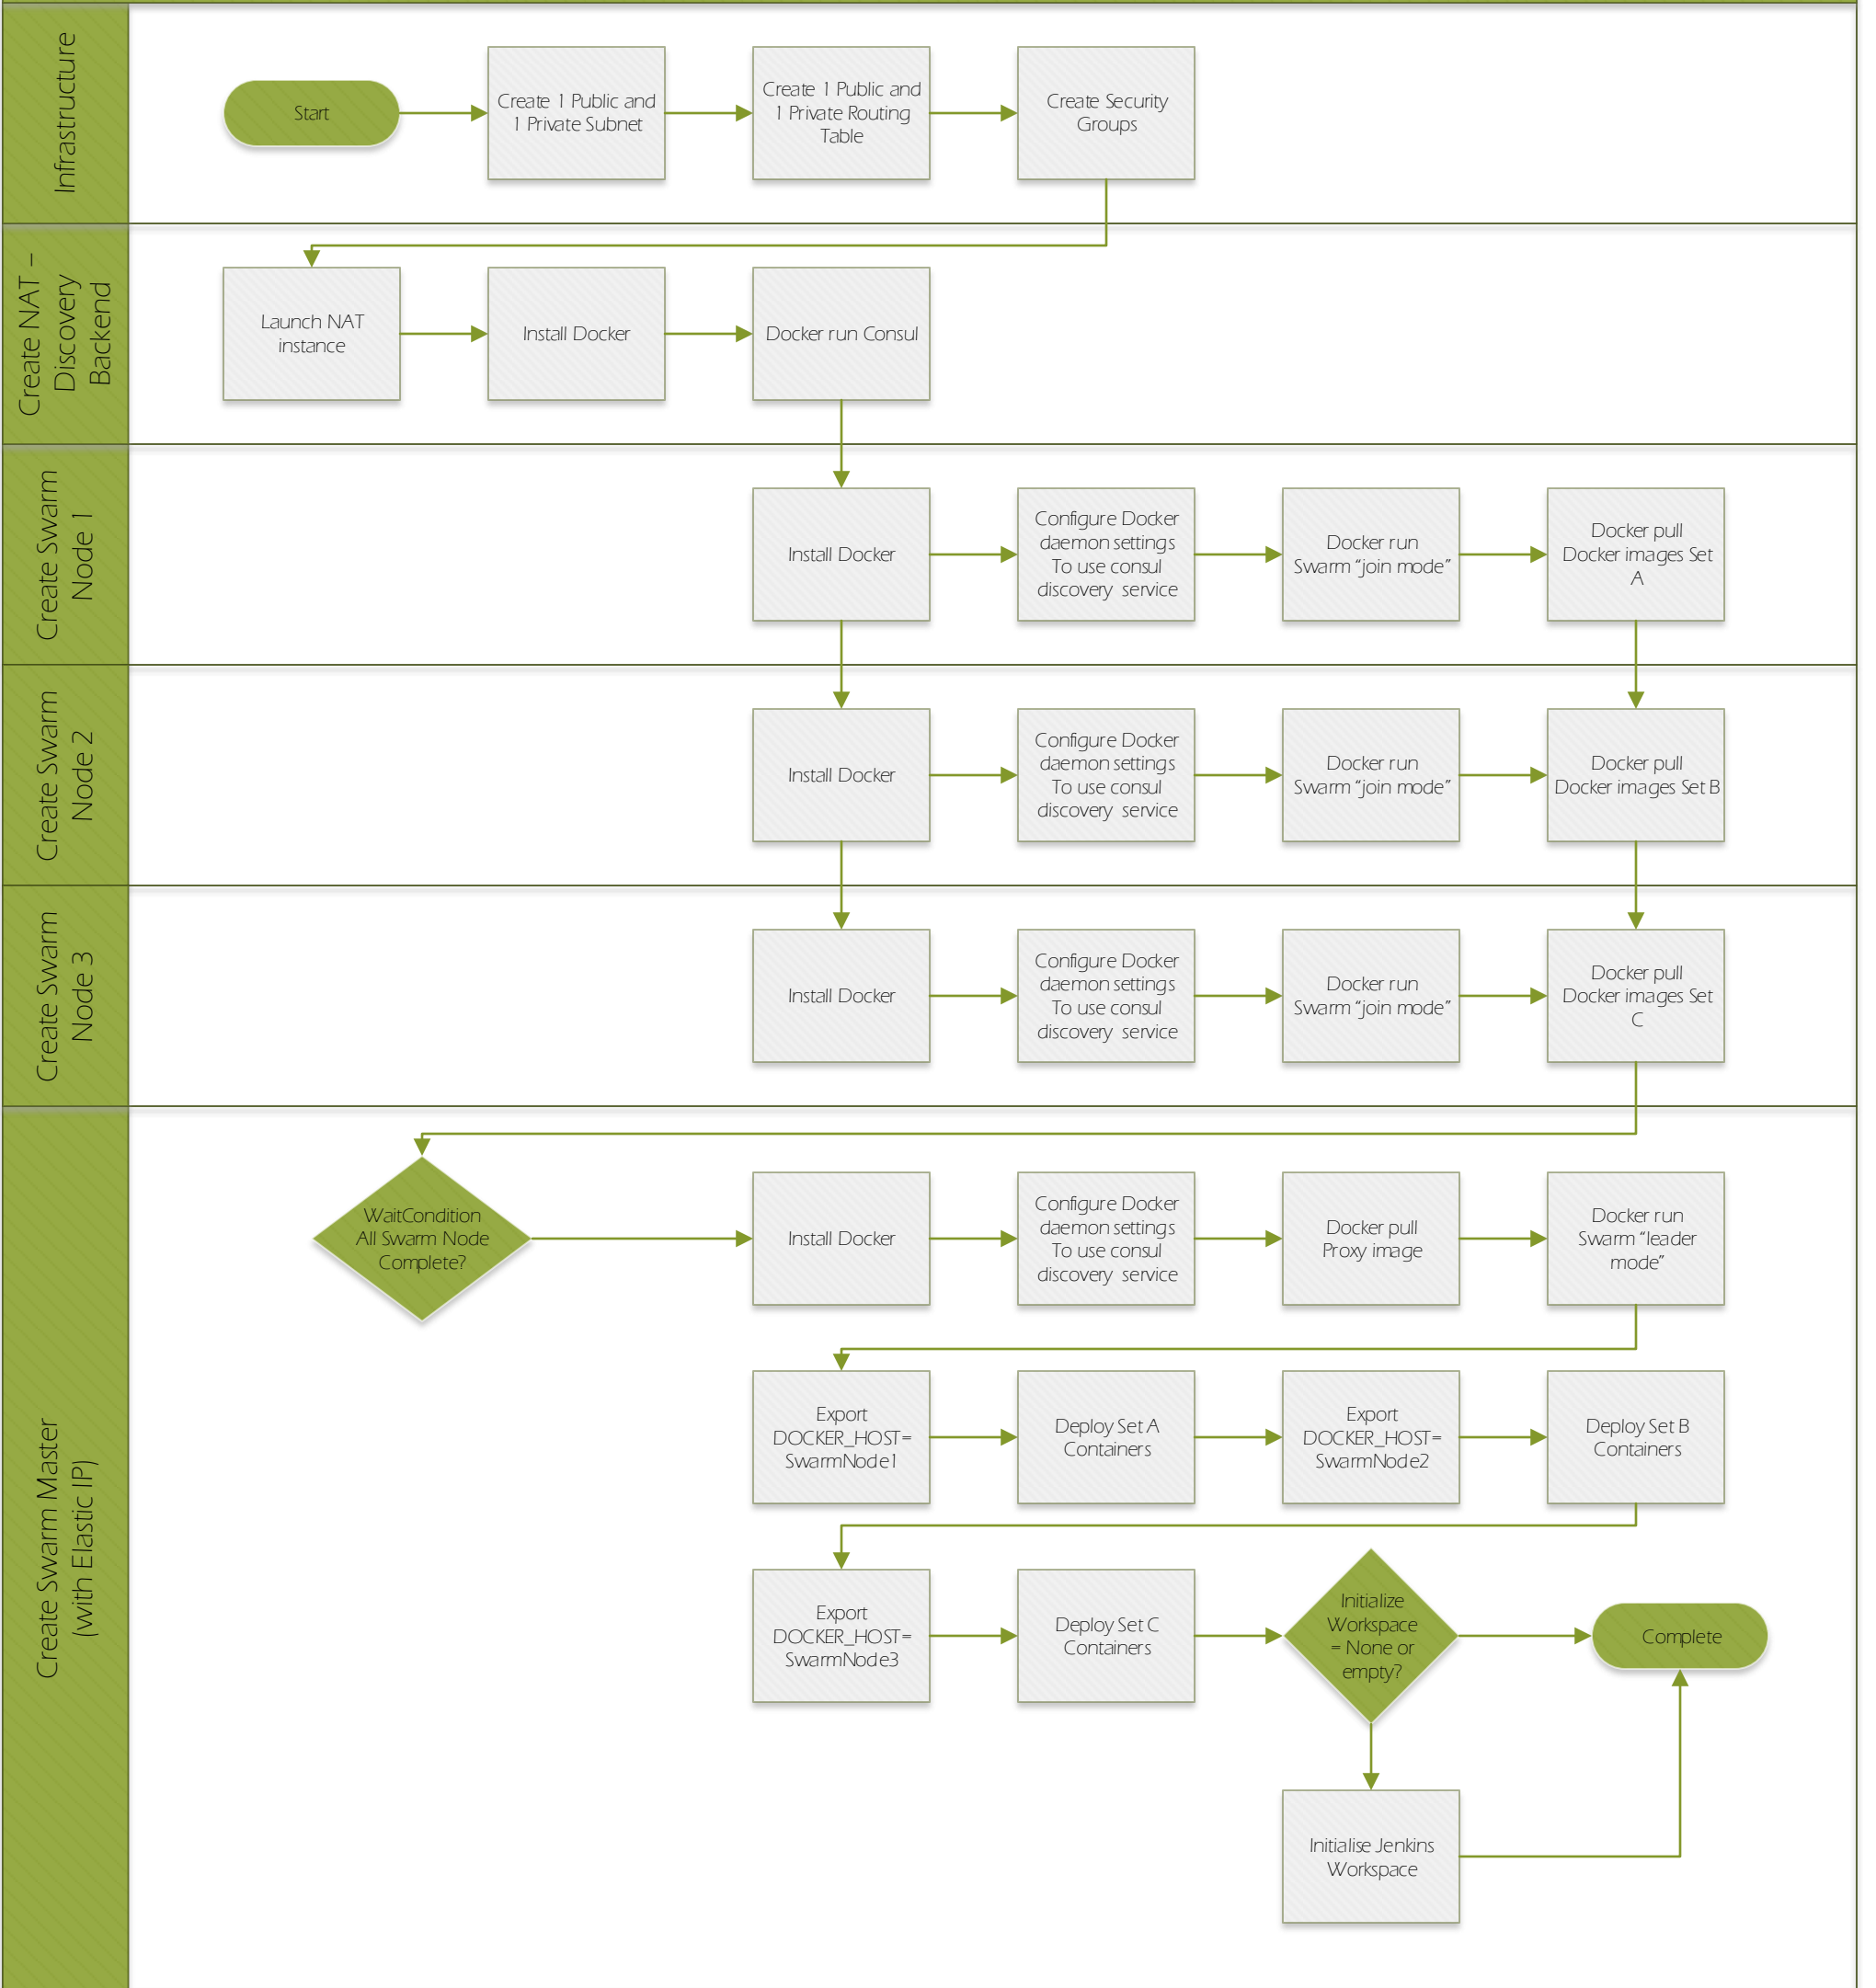 Infrastructure
Start
Create 1 Public and
1 Private Subnet
Create 1 Public and
1 Private Routing
Table
Create Security
Groups
Create NAT –
Discovery
Backend
Launch NAT
instance
Install Docker
Docker run Consul
Create Swarm
Node 1
Install Docker
Configure Docker
daemon settings
To use consul
discovery service
Docker run
Swarm “join mode”
Docker pull
Docker images Set
A
Create Swarm
Node 2
Install Docker
Configure Docker
daemon settings
To use consul
discovery service
Docker run
Swarm “join mode”
Docker pull
Docker images Set B
Create Swarm
Node 3
Install Docker
Configure Docker
daemon settings
To use consul
discovery service
Docker run
Swarm “join mode”
Docker pull
Docker images Set
C
Create Swarm Master
(with Elastic IP)
WaitCondition
All Swarm Node
Complete?
Install Docker
Configure Docker
daemon settings
To use consul
discovery service
Docker pull
Proxy image
Docker run
Swarm “leader
mode”
Export
DOCKER_HOST=
SwarmNode1
Deploy Set A
Containers
Export
DOCKER_HOST=
SwarmNode2
Deploy Set B
Containers
Export
DOCKER_HOST=
SwarmNode3
Deploy Set C
Containers
Initialize
Workspace
= None or
empty?
Complete
Initialise Jenkins
Workspace